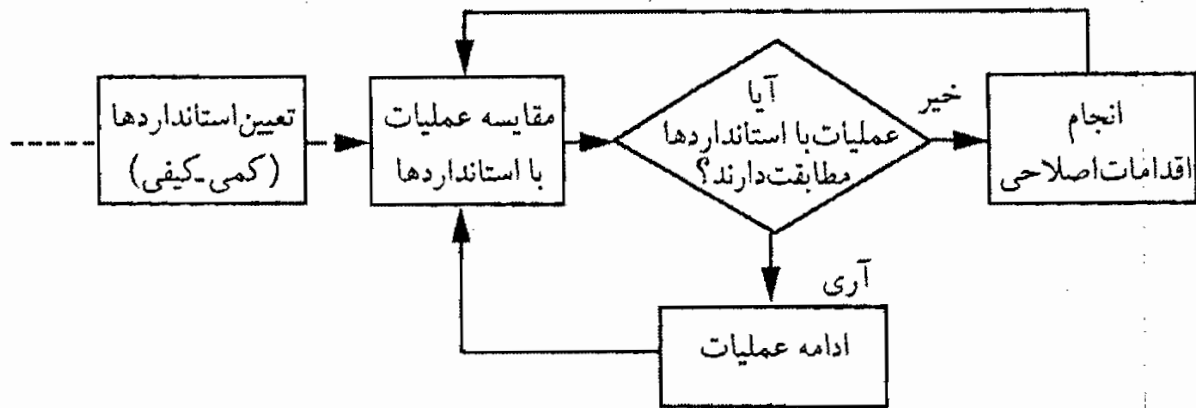 تعیین استانداردها
(کمی-کیفی)
مقایسه عملیات
با استانداردها
آیا
عملیات با استانداردها
مطابقت دارند؟
خیر
انجام
اقدامات اصلاحی
آری
ادامه عملیات